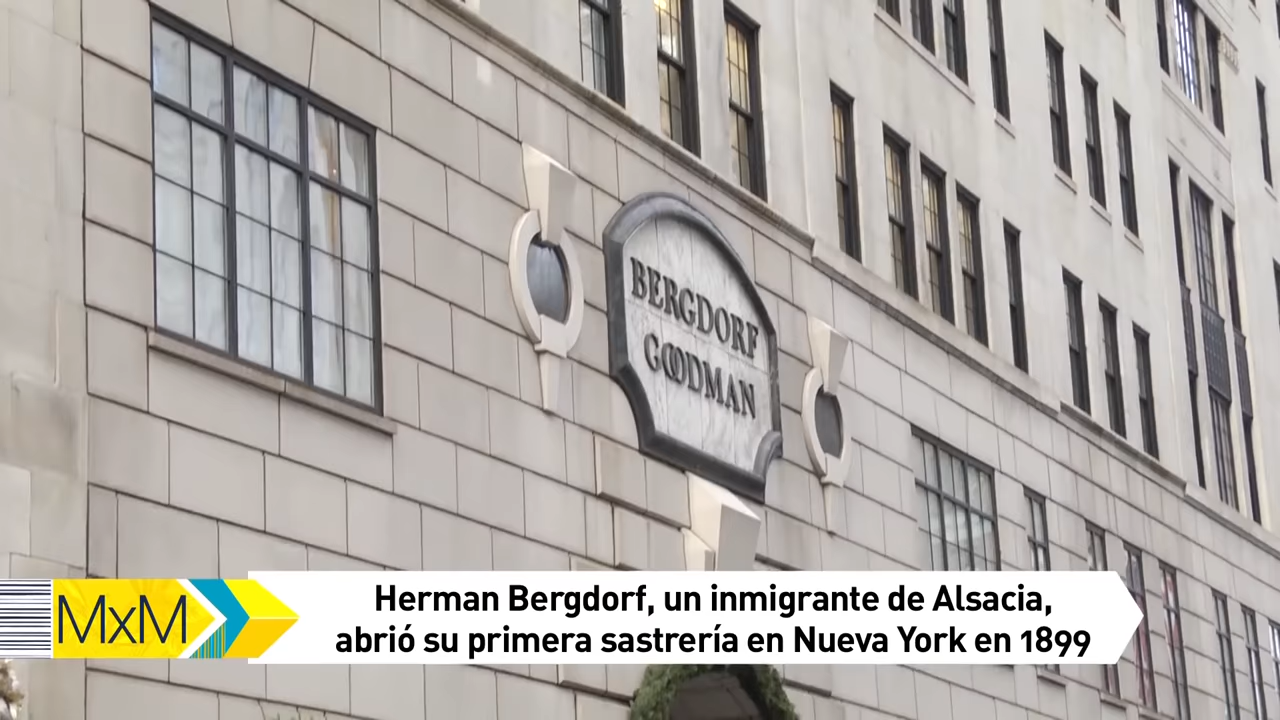 BERGDORF
GOODMAN
MxM
Herman Bergdorf, un inmigrante de Alsacia,
abrió su primera sastrería en Nueva York en 1899